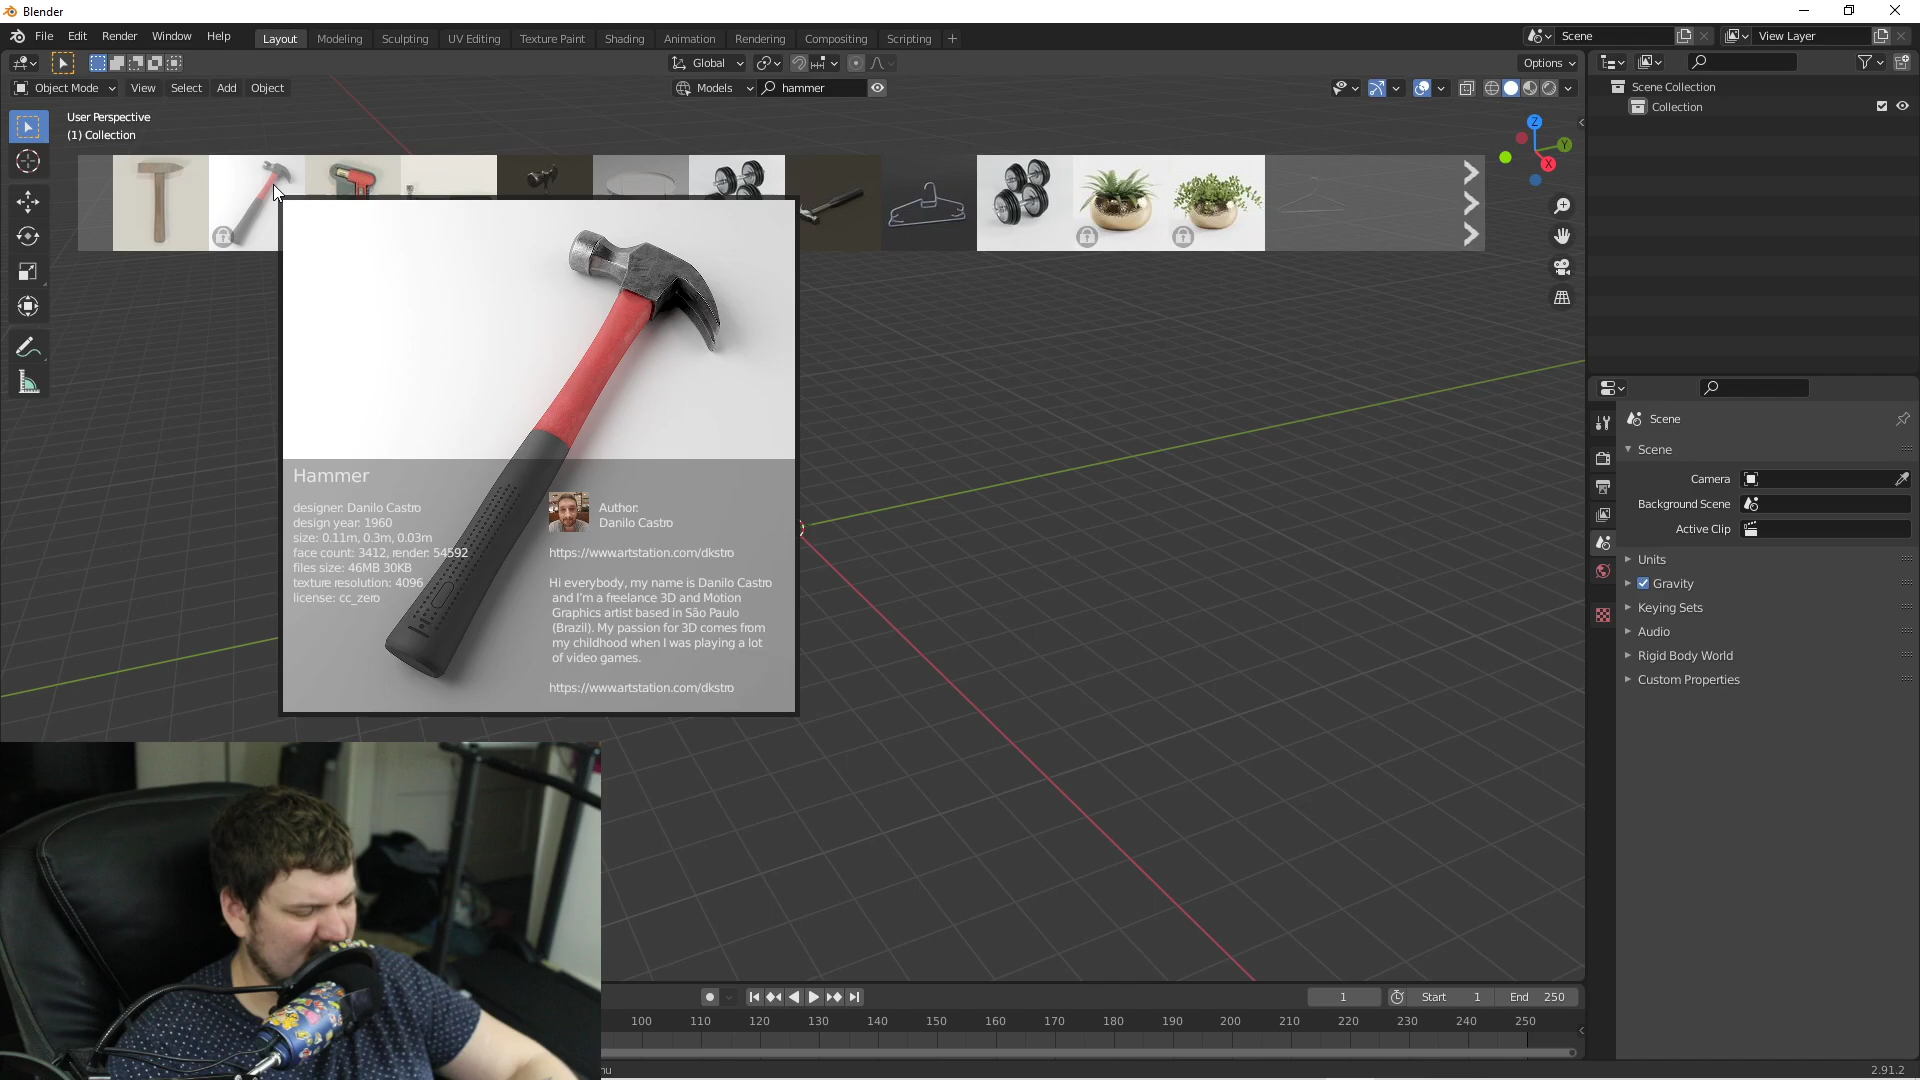 Blender
File Edit Render Window Help
Layout Modeling Sculpting UV Editing Texture Paint Shading Animation Rendering Compositing Scripting +
Scene
View Layer
Global
Options
Object Mode View Select Add Object
Models
hammer
User Perspective
(1) Collection
Z
Y
X
Scene Collection
Collection
Hammer
designer: Danilo Castro
design year: 1960
size: 0.11m, 0.3m, 0.03m
face count: 3412, render: 54592
files size: 46MB 30KB
texture resolution: 4096
license: cc_zero
Author:
Danilo Castro
https://www.artstation.com/dkstro
Hi everybody, my name is Danilo Castro
and I'm a freelance 3D and Motion
Graphics artist based in São Paulo
(Brazil). My passion for 3D comes from
my childhood when I was playing a lot
of video games.
https://www.artstation.com/dkstro
Scene
Scene
Camera
Background Scene
Active Clip
Units
Gravity
Keying Sets
Audio
Rigid Body World
Custom Properties
1 Start 1 End 250
100 110 120 130 140 150 160 170 180 190 200 210 220 230 240 250
2.91.2